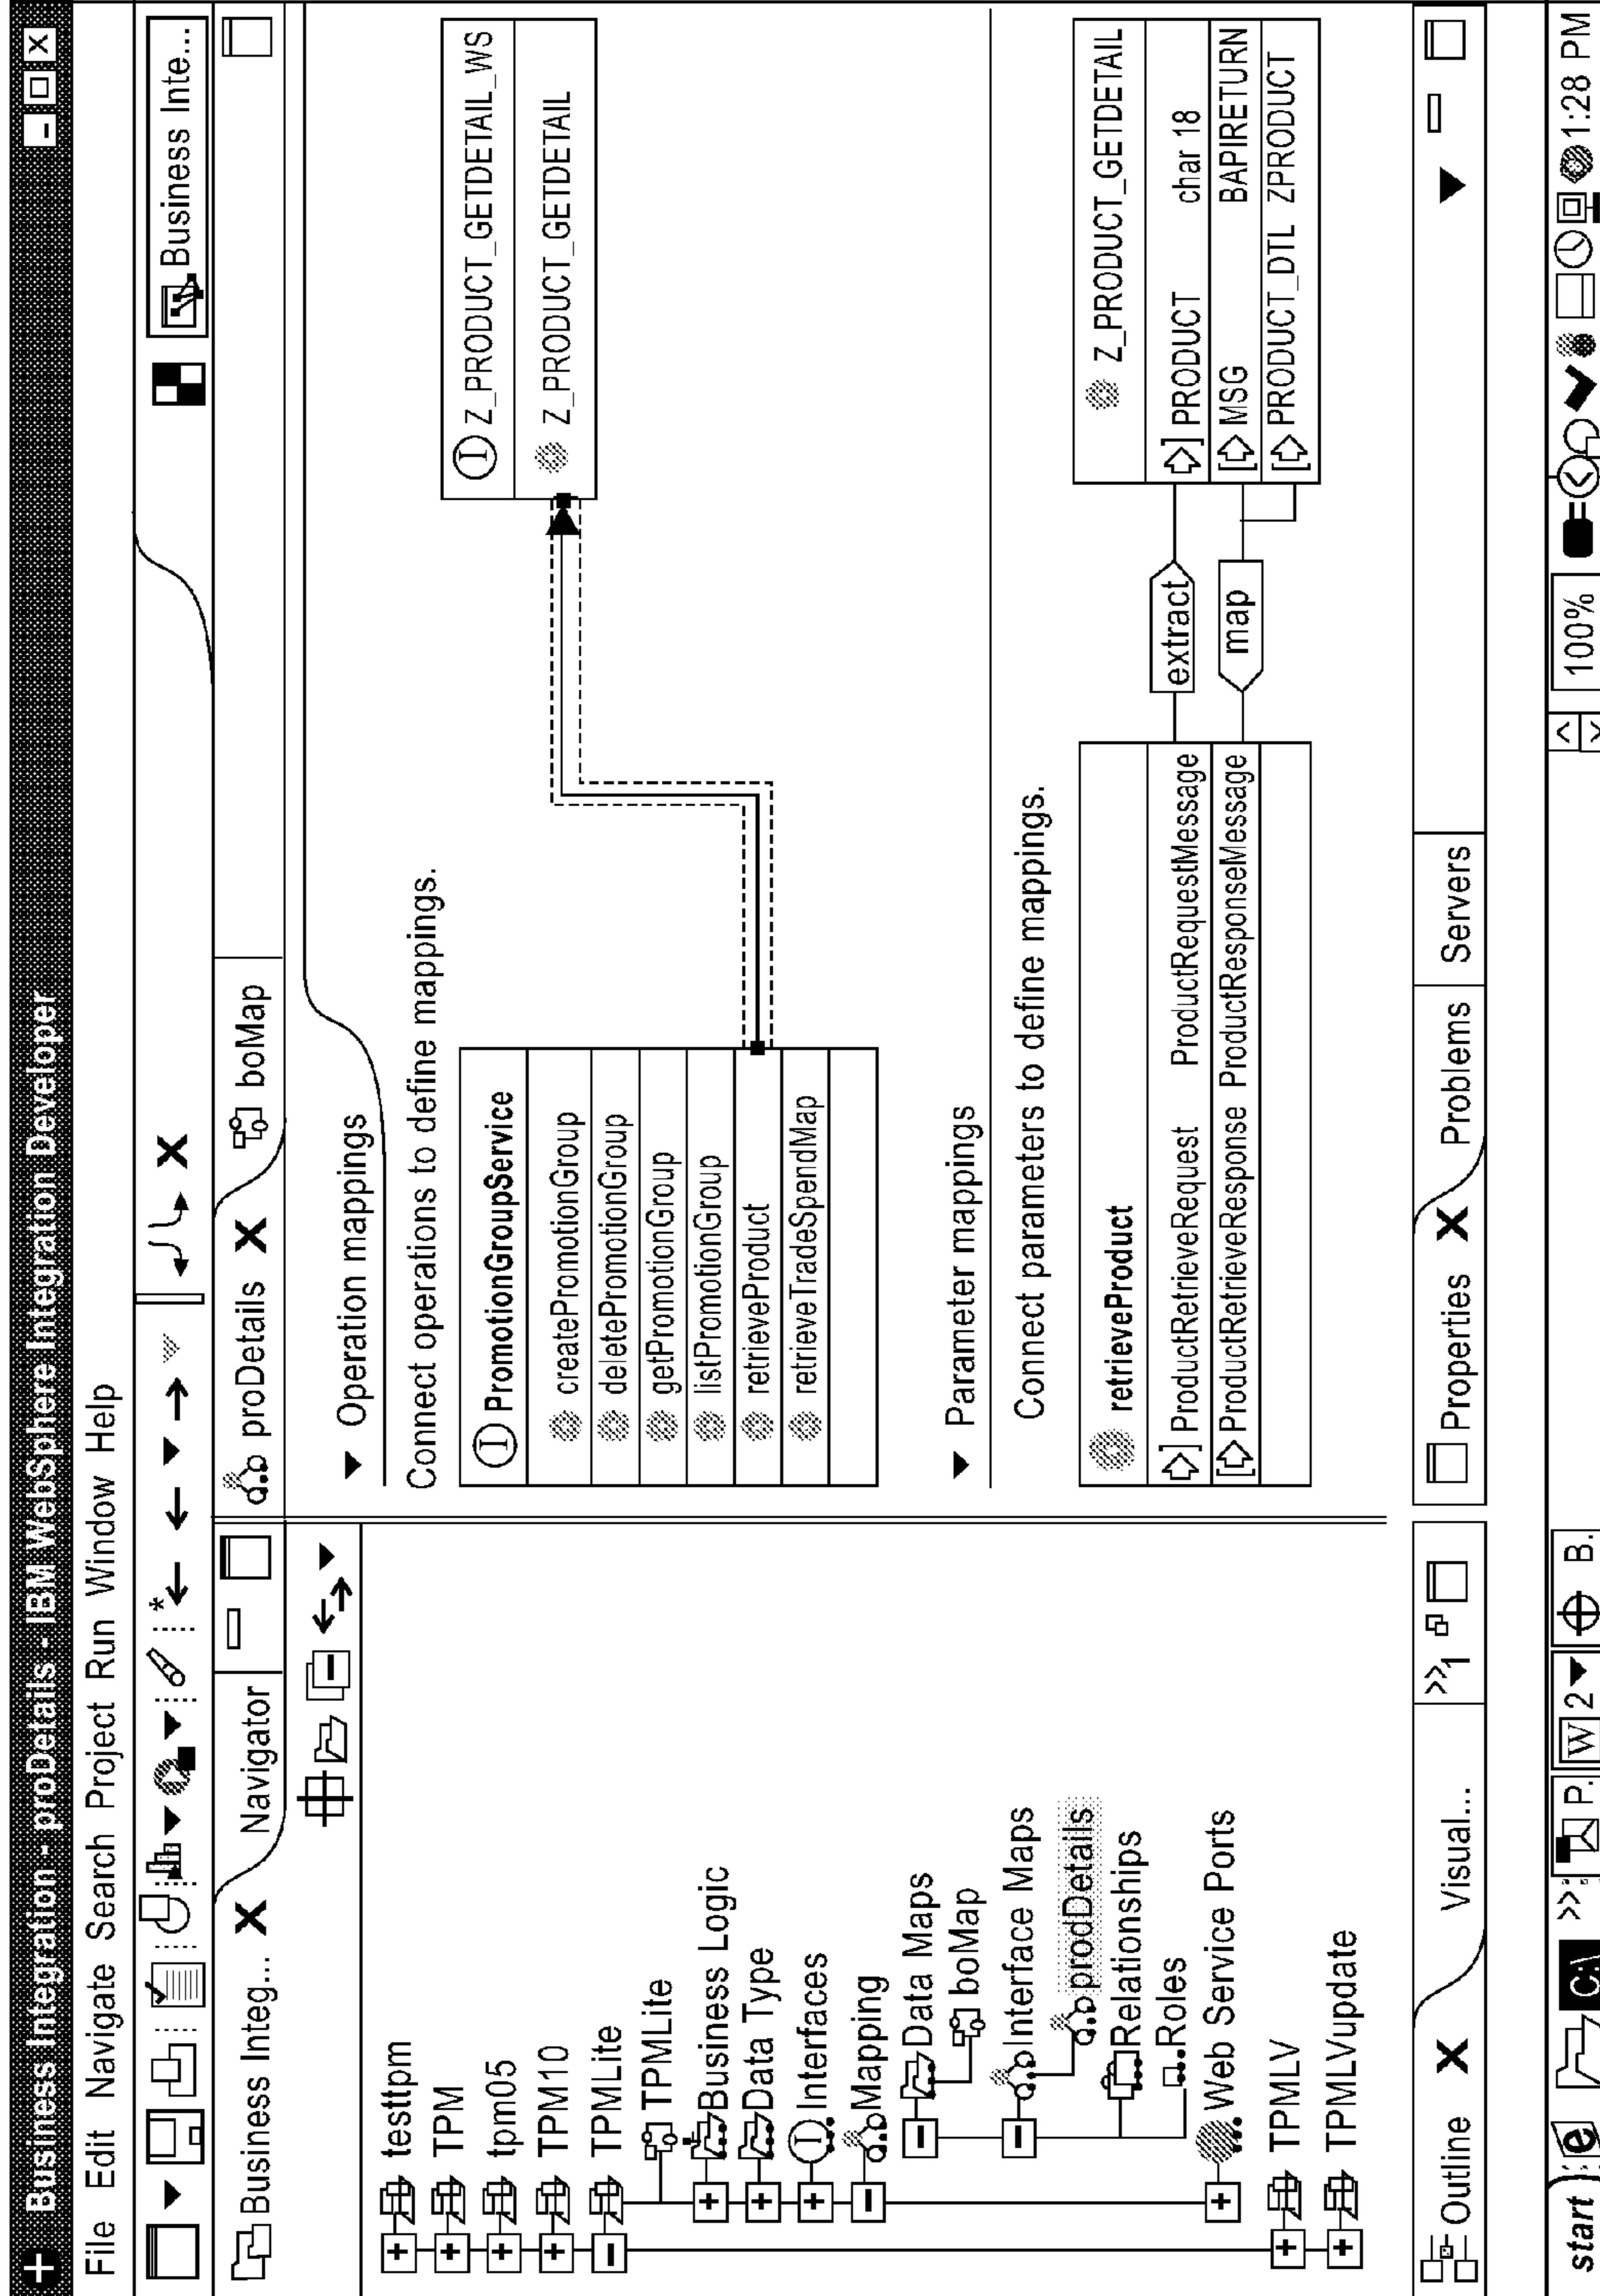 Business Integration - proDetails - IBM WebSphere Integration Developer
File Edit Navigate Search Project Run Window Help
Business Inte...
Business Integ... X Navigator
testtpm
TPM
tpm05
TPM10
TPMLite
TPMLite
Business Logic
Data Type
Interfaces
Mapping
Data Maps
boMap
Interface Maps
prodDetails
Relationships
Roles
Web Service Ports
TPMLV
TPMLVupdate
Outline X Visual... >>1
proDetails X boMap
Operation mappings
Connect operations to define mappings.
I PromotionGroupService
createPromotionGroup
deletePromotionGroup
getPromotionGroup
listPromotionGroup
retrieveProduct
retrieveTradeSpendMap
I Z_PRODUCT_GETDETAIL_WS
Z_PRODUCT_GETDETAIL
Parameter mappings
Connect parameters to define mappings.
retrieveProduct
ProductRetrieveRequest ProductRequestMessage
ProductRetrieveResponse ProductResponseMessage
extract
map
Z_PRODUCT_GETDETAIL
PRODUCT char 18
MSG BAPIRETURN
PRODUCT_DTL ZPRODUCT
Properties X Problems Servers
start e C:\ >> P. W 2 B. 100% 1:28 PM